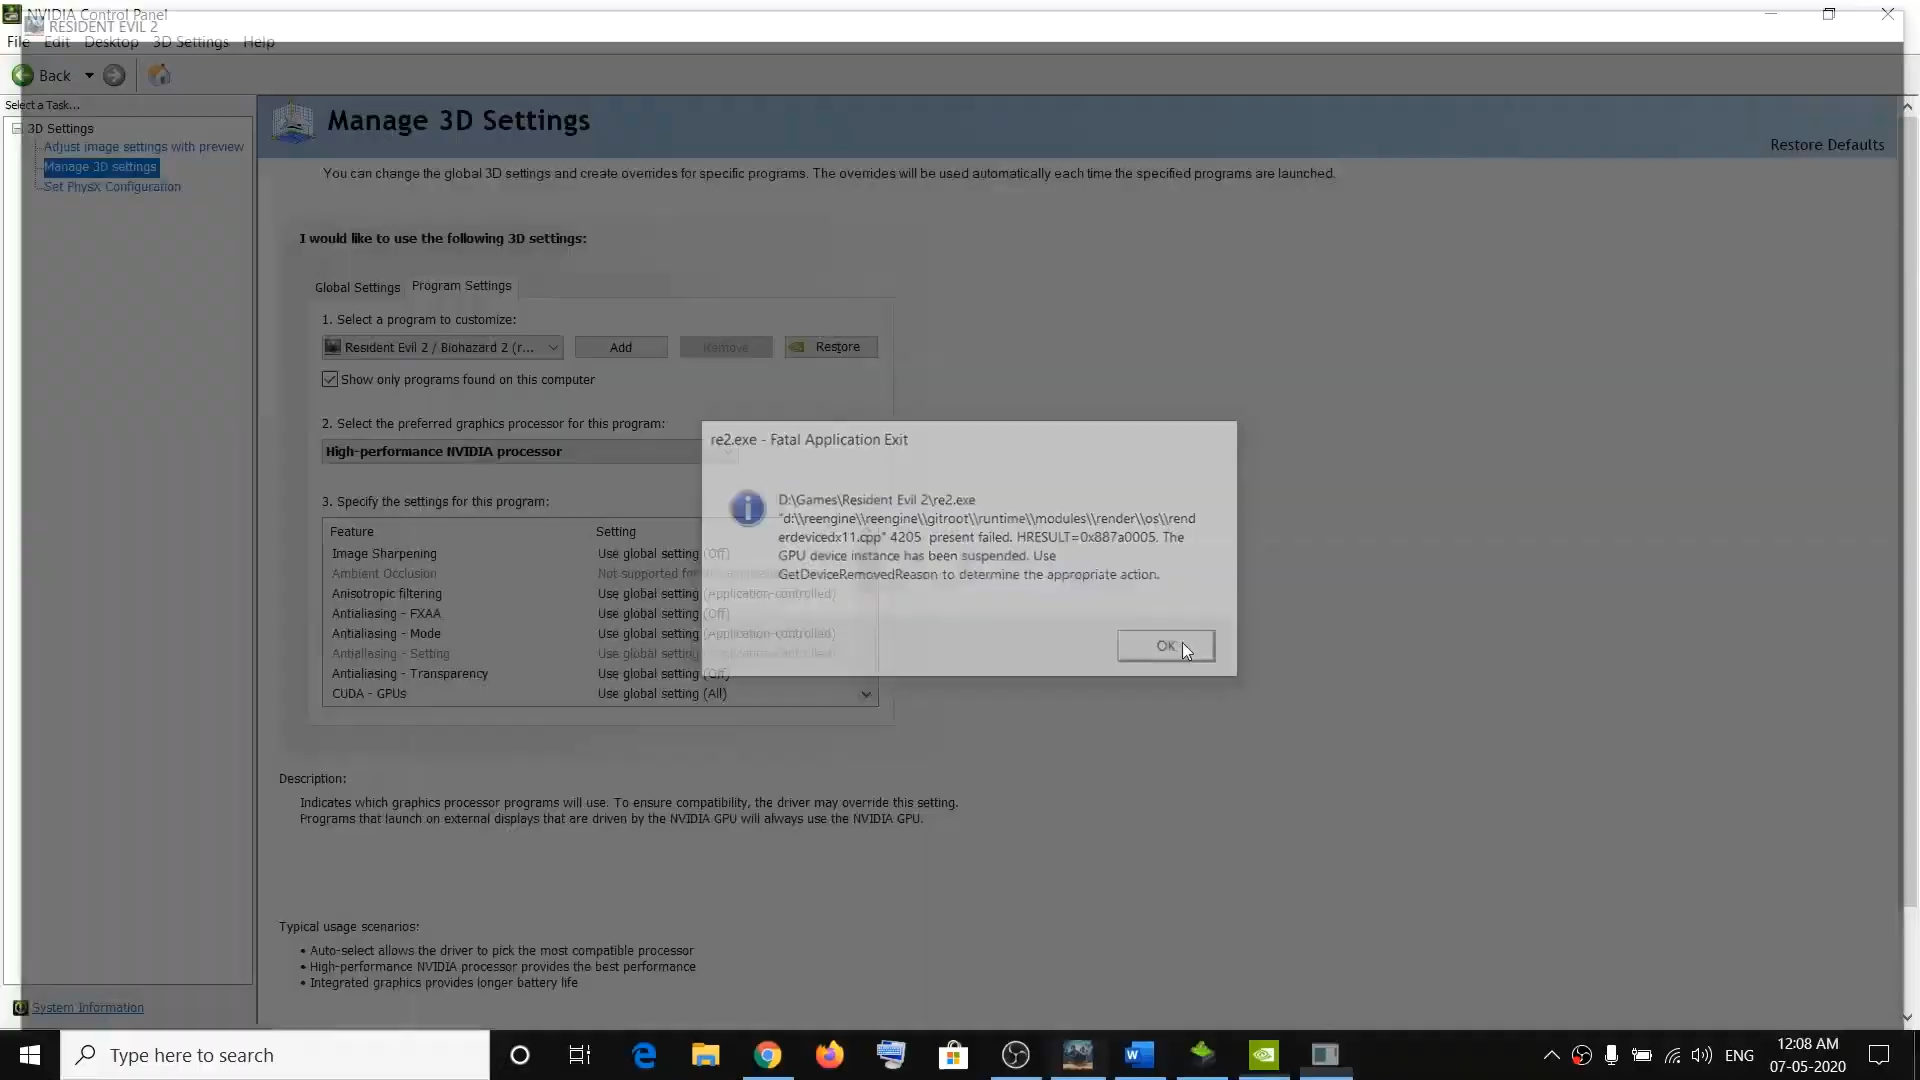 NVIDIA Control Panel
RESIDENT EVIL 2
File Edit Desktop 3D Settings Help
Back
Select a Task...
3D Settings
Adjust image settings with preview
Manage 3D settings
Set PhysX Configuration
System Information
Manage 3D Settings
Restore Defaults
You can change the global 3D settings and create overrides for specific programs. The overrides will be used automatically each time the specified programs are launched.
I would like to use the following 3D settings:
Global Settings Program Settings
1. Select a program to customize:
Resident Evil 2 / Biohazard 2 (r... Add Remove Restore
Show only programs found on this computer
2. Select the preferred graphics processor for this program:
High-performance NVIDIA processor
3. Specify the settings for this program:
Feature Setting
Image Sharpening Use global setting (Off)
Ambient Occlusion Not supported for
Anisotropic filtering Use global setting (Application-controlled)
Antialiasing - FXAA Use global setting (Off)
Antialiasing - Mode Use global setting (Application-controlled)
Antialiasing - Setting Use global setting (Application-controlled)
Antialiasing - Transparency Use global setting (Off)
CUDA - GPUs Use global setting (All)
re2.exe - Fatal Application Exit
D:\Games\Resident Evil 2\re2.exe
"d:\\reengine\\reengine\\gitroot\\runtime\\modules\\render\\os\\rend
erdevicedx11.cpp" 4205 present failed. HRESULT=0x887a0005. The
GPU device instance has been suspended. Use
GetDeviceRemovedReason to determine the appropriate action.
OK
Description:
Indicates which graphics processor programs will use. To ensure compatibility, the driver may override this setting.
Programs that launch on external displays that are driven by the NVIDIA GPU will always use the NVIDIA GPU.
Typical usage scenarios:
• Auto-select allows the driver to pick the most compatible processor
• High-performance NVIDIA processor provides the best performance
• Integrated graphics provides longer battery life
Type here to search
ENG
12:08 AM
07-05-2020